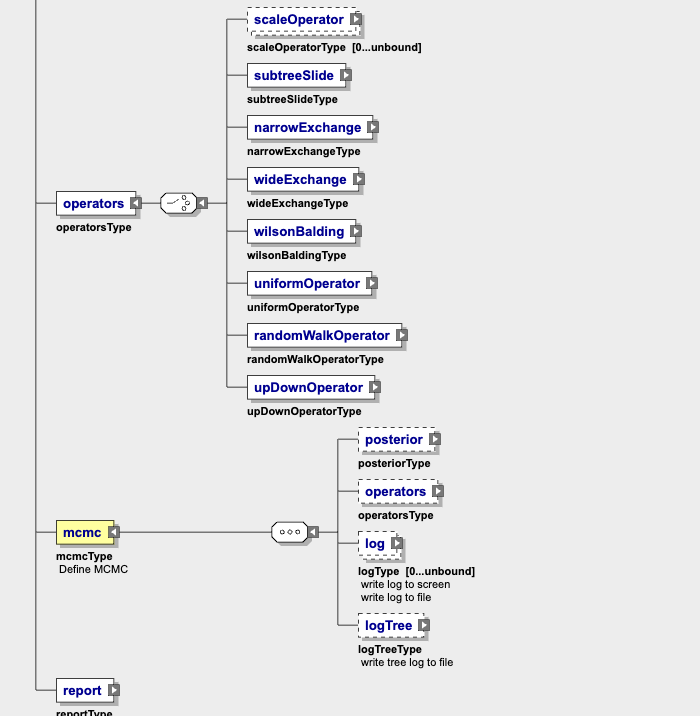 scaleOperator
scaleOperatorType [0...unbound]
subtreeSlide
subtreeSlideType
narrowExchange
narrowExchangeType
wideExchange
wideExchangeType
operators
operatorsType
wilsonBalding
wilsonBaldingType
uniformOperator
uniformOperatorType
randomWalkOperator
randomWalkOperatorType
upDownOperator
upDownOperatorType
posterior
posteriorType
operators
operatorsType
mcmc
mcmcType
Define MCMC
log
logType [0...unbound]
write log to screen
write log to file
logTree
logTreeType
write tree log to file
report
reportType